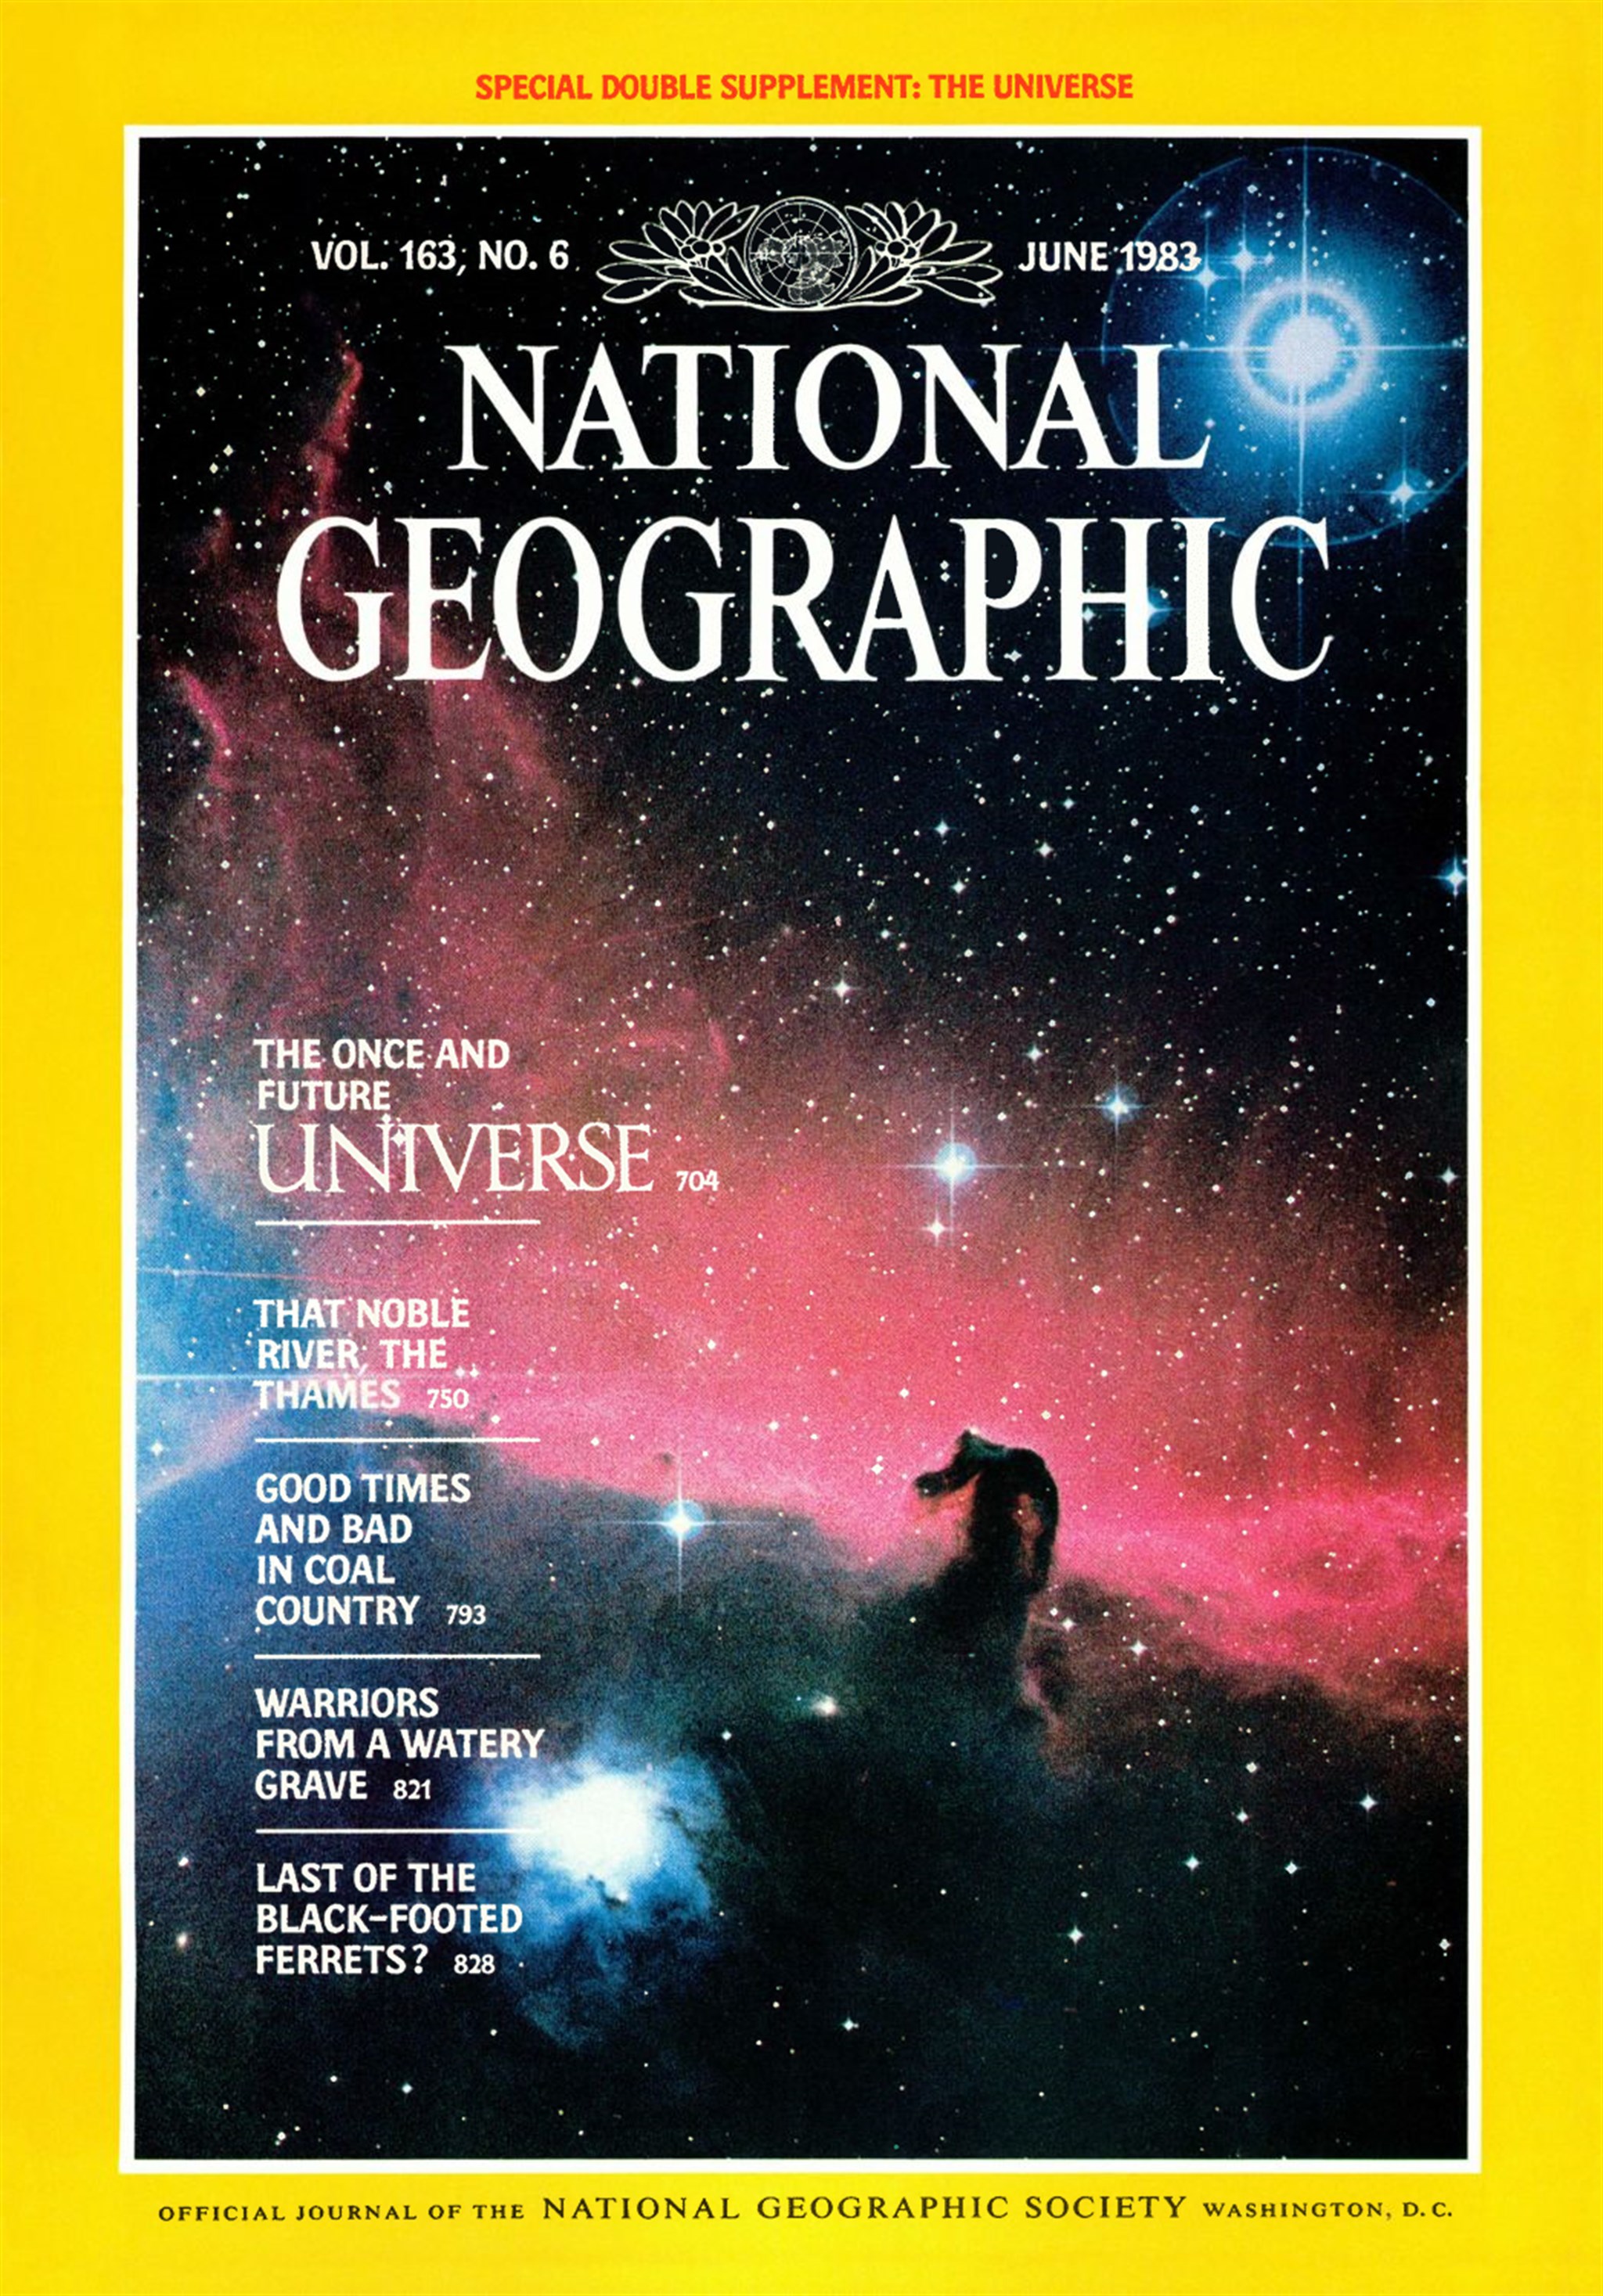 SPECIAL DOUBLE SUPPLEMENT: THE UNIVERSE
VOL. 163, NO. 6
JUNE 1983
NATIONAL
GEOGRAPHIC
THE ONCE AND
FUTURE
UNIVERSE 704
THAT NOBLE
RIVER, THE
THAMES 750
GOOD TIMES
AND BAD
IN COAL
COUNTRY 793
WARRIORS
FROM A WATERY
GRAVE 821
LAST OF THE
BLACK-FOOTED
FERRETS? 828
OFFICIAL JOURNAL OF THE NATIONAL GEOGRAPHIC SOCIETY WASHINGTON, D.C.